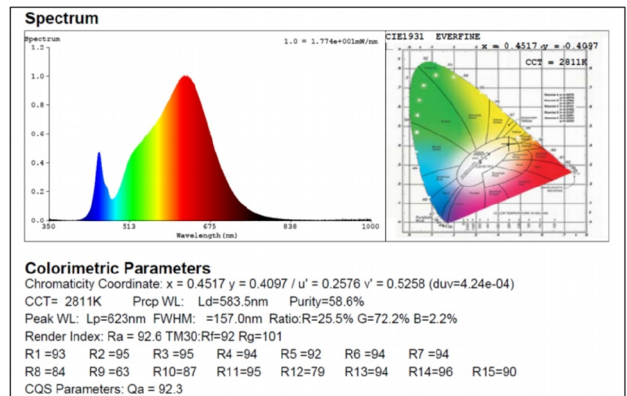 Spectrum
Spectrum
1.0 = 1.774e+001mW/nm
1.2
1.0
0.8
0.6
0.4
0.2
0.0
350 513 675 838 1000
Wavelength(nm)
CIE1931 EVERFINE
x = 0.4517 y = 0.4097
CCT = 2811K
Colorimetric Parameters
Chromaticity Coordinate: x = 0.4517 y = 0.4097 / u' = 0.2576 v' = 0.5258 (duv=4.24e-04)
CCT= 2811K Prcp WL: Ld=583.5nm Purity=58.6%
Peak WL: Lp=623nm FWHM: =157.0nm Ratio:R=25.5% G=72.2% B=2.2%
Render Index: Ra = 92.6 TM30:Rf=92 Rg=101
R1 =93 R2 =95 R3 =95 R4 =94 R5 =92 R6 =94 R7 =94
R8 =84 R9 =63 R10=87 R11=95 R12=79 R13=94 R14=96 R15=90
CQS Parameters: Qa = 92.3